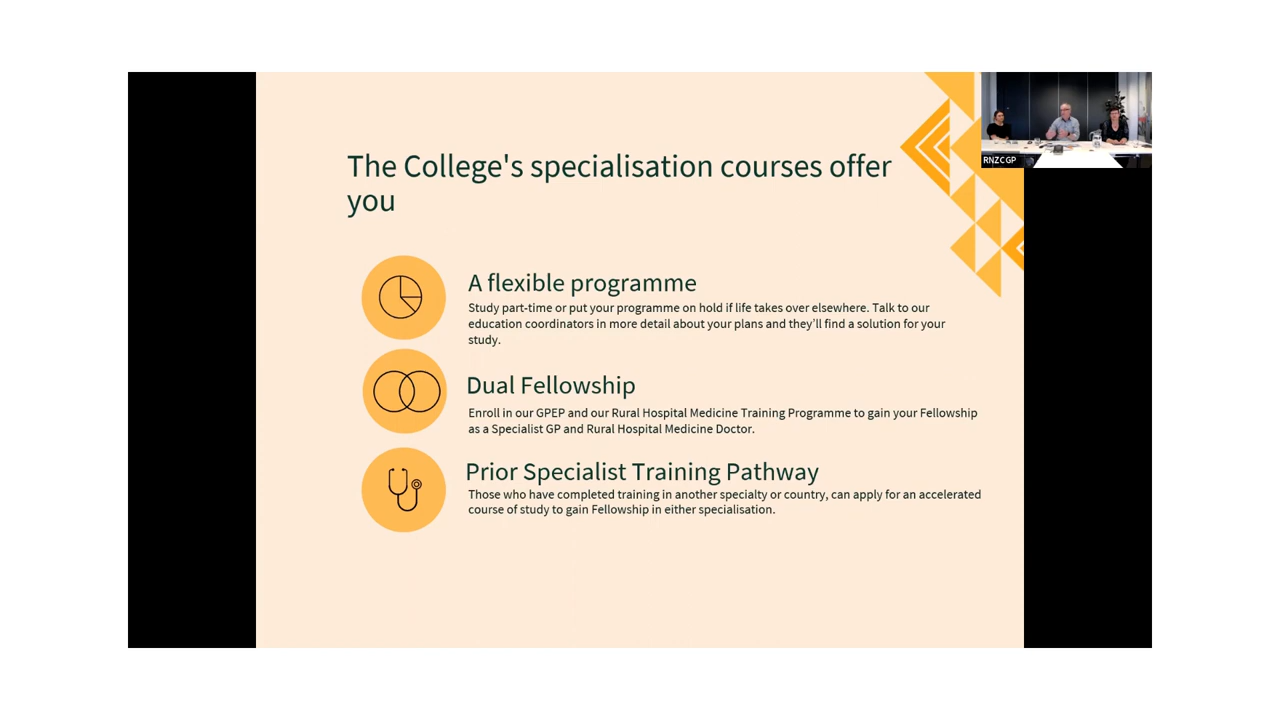 The College's specialisation courses offer
you
RNZCGP
A flexible programme
Study part-time or put your programme on hold if life takes over elsewhere. Talk to our
education coordinators in more detail about your plans and they'll find a solution for your
study.
Dual Fellowship
Enroll in our GPEP and our Rural Hospital Medicine Training Programme to gain your Fellowship
as a Specialist GP and Rural Hospital Medicine Doctor.
Prior Specialist Training Pathway
Those who have completed training in another specialty or country, can apply for an accelerated
course of study to gain Fellowship in either specialisation.